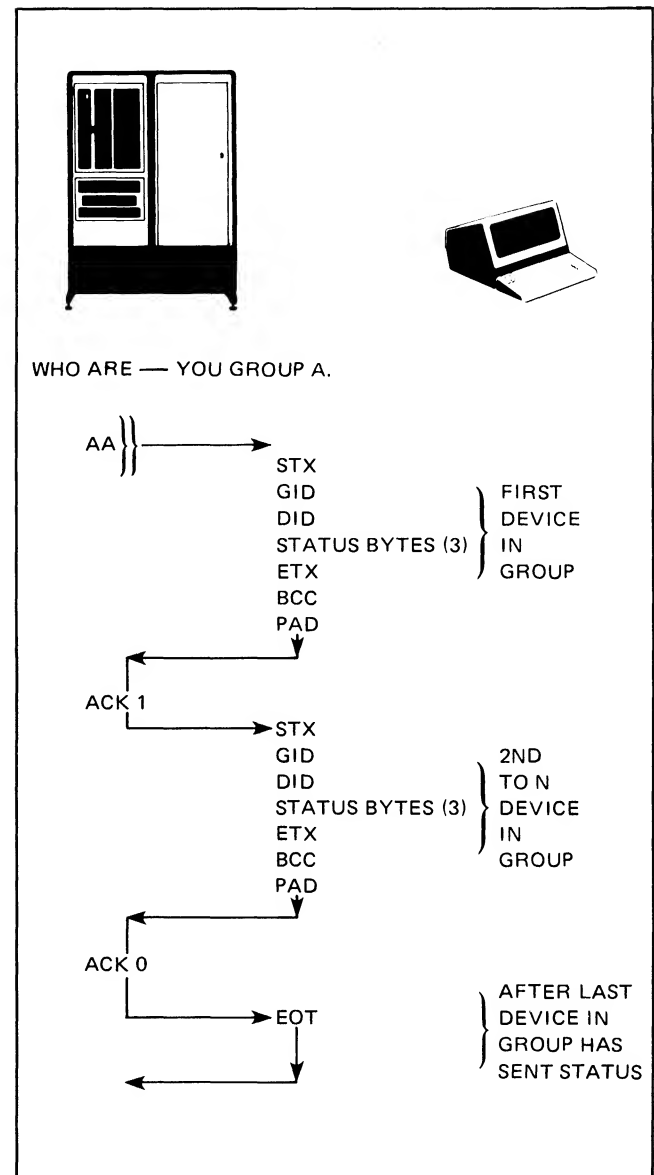 WHO ARE — YOU GROUP A.
AA
STX
GID
DID
STATUS BYTES (3)
ETX
BCC
PAD
FIRST
DEVICE
IN
GROUP
ACK 1
STX
GID
DID
STATUS BYTES (3)
ETX
BCC
PAD
2ND
TO N
DEVICE
IN
GROUP
ACK 0
EOT
AFTER LAST
DEVICE IN
GROUP HAS
SENT STATUS